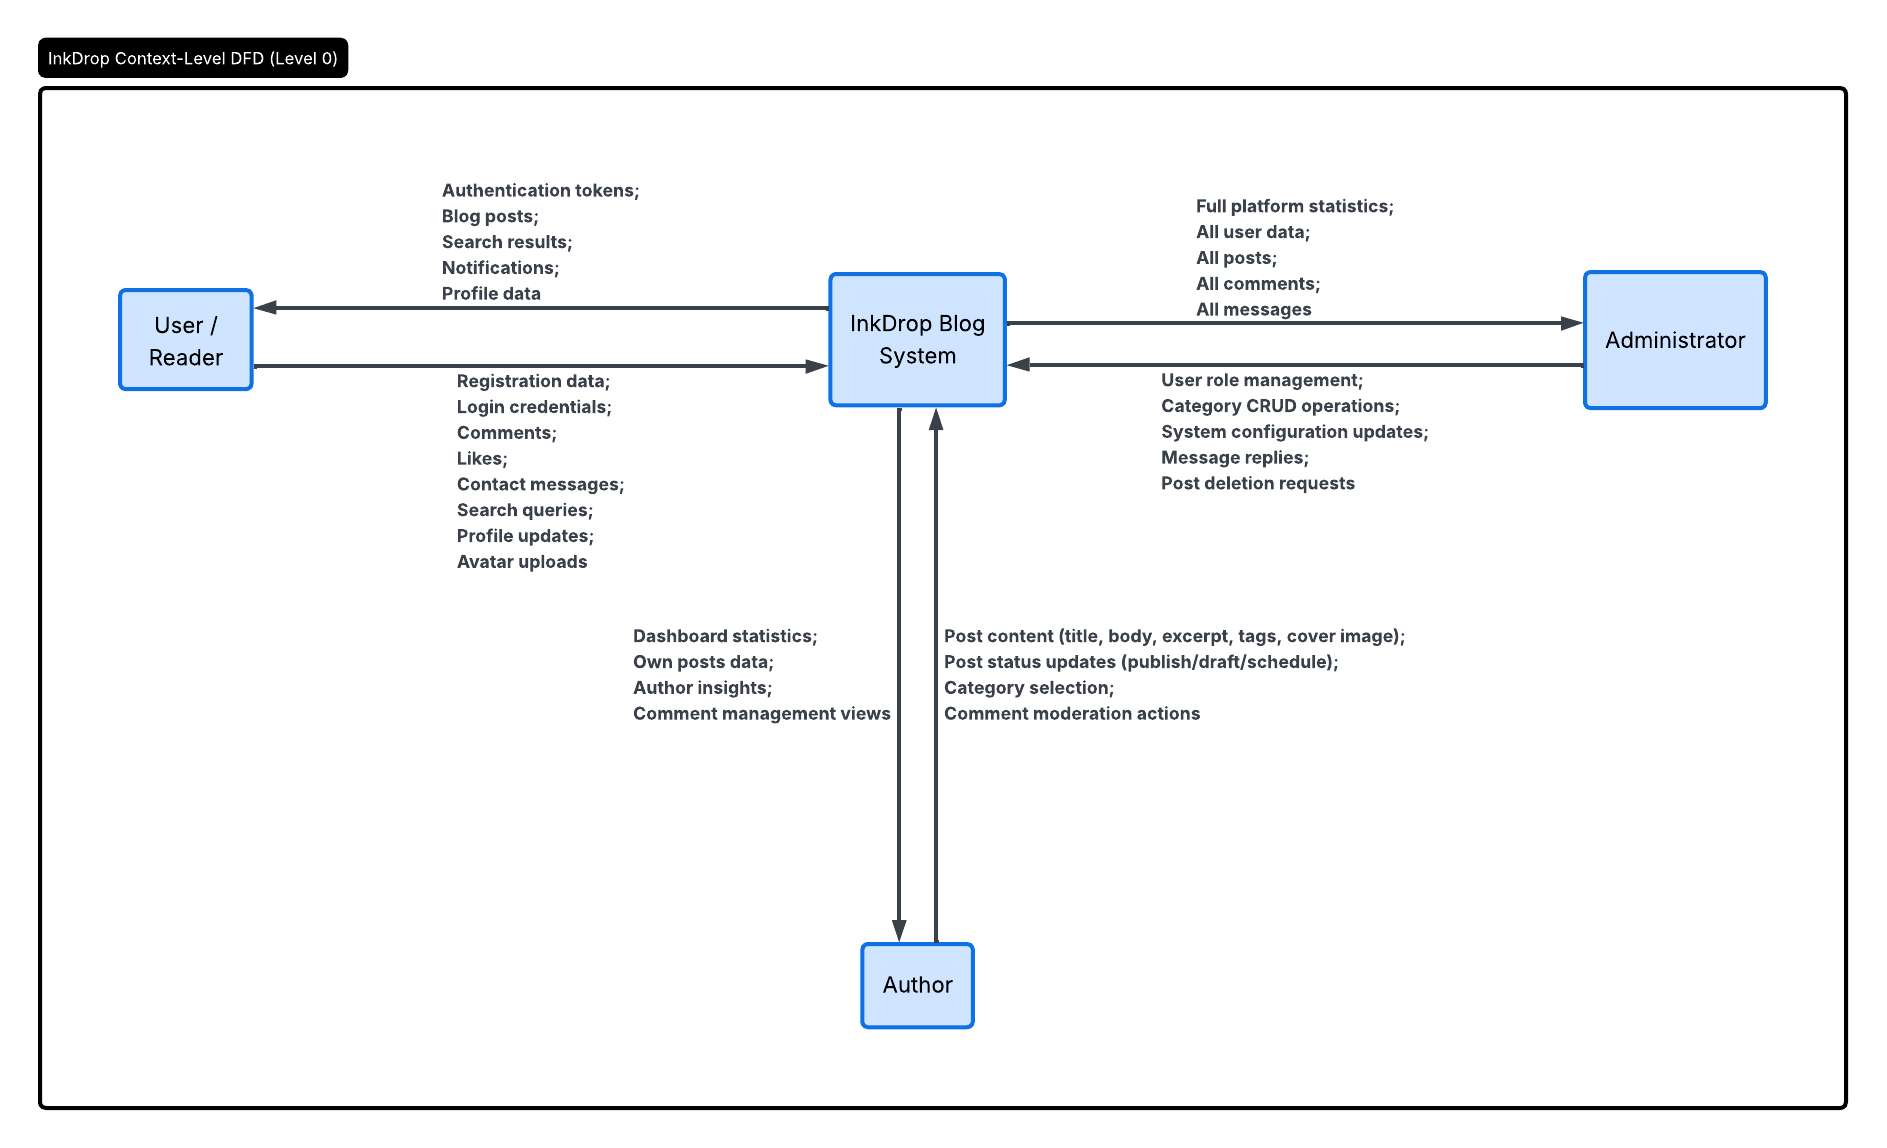 InkDrop Context-Level DFD (Level 0)
Authentication tokens;
Blog posts;
Search results;
Notifications;
Profile data
Full platform statistics;
All user data;
All posts;
All comments;
All messages
User /
Reader
InkDrop Blog
System
Administrator
Registration data;
Login credentials;
Comments;
Likes;
Contact messages;
Search queries;
Profile updates;
Avatar uploads
User role management;
Category CRUD operations;
System configuration updates;
Message replies;
Post deletion requests
Dashboard statistics;
Own posts data;
Author insights;
Comment management views
Post content (title, body, excerpt, tags, cover image);
Post status updates (publish/draft/schedule);
Category selection;
Comment moderation actions
Author